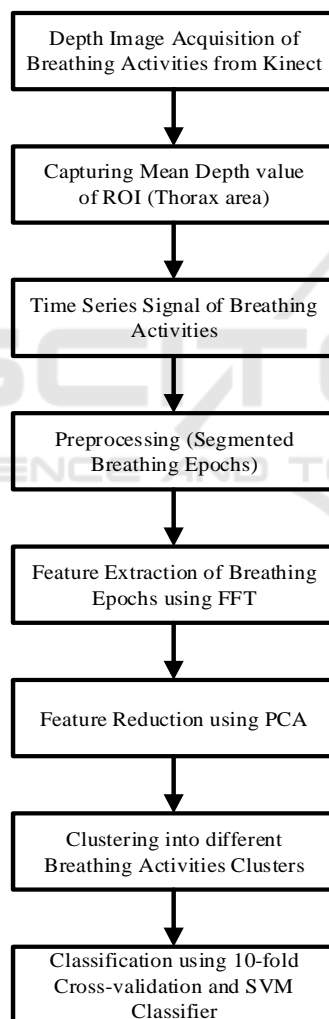 Depth Image Acquisition of
Breathing Activities from Kinect
Capturing Mean Depth value
of ROI (Thorax area)
Time Series Signal of Breathing
Activities
Preprocessing (Segmented
Breathing Epochs)
Feature Extraction of Breathing
Epochs using FFT
Feature Reduction using PCA
Clustering into different
Breathing Activities Clusters
Classification using 10-fold
Cross-validation and SVM
Classifier